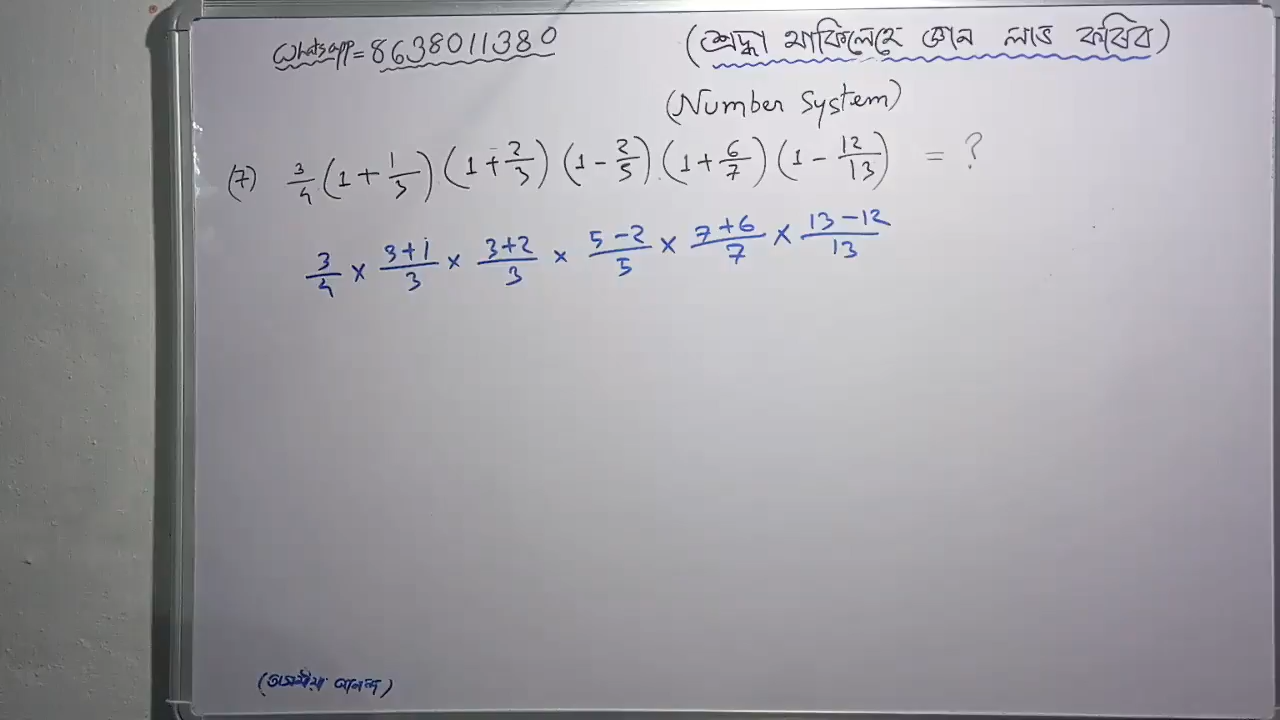 Whatsapp = 8638011380
(শ্ৰদ্ধা থাকিলেহে জ্ঞান লাভ কৰিব)
(Number System)
(7) 3/4 (1 + 1/3) (1 + 2/3) (1 - 2/5) (1 + 6/7) (1 - 12/13) = ?
3/4 × 3+1/3 × 3+2/3 × 5-2/5 × 7+6/7 × 13-12/13